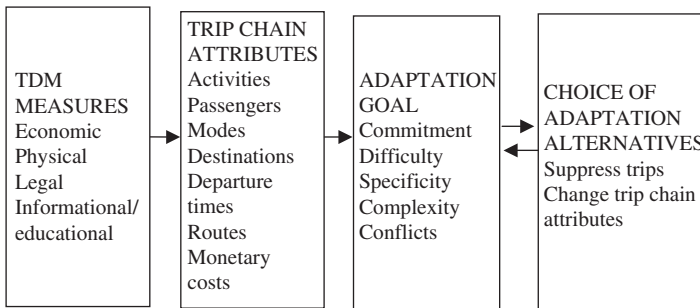 TDM
MEASURES
Economic
Physical
Legal
Informational/
educational
TRIP CHAIN
ATTRIBUTES
Activities
Passengers
Modes
Destinations
Departure
times
Routes
Monetary
costs
ADAPTATION
GOAL
Commitment
Difficulty
Specificity
Complexity
Conflicts
CHOICE OF
ADAPTATION
ALTERNATIVES
Suppress trips
Change trip chain
attributes